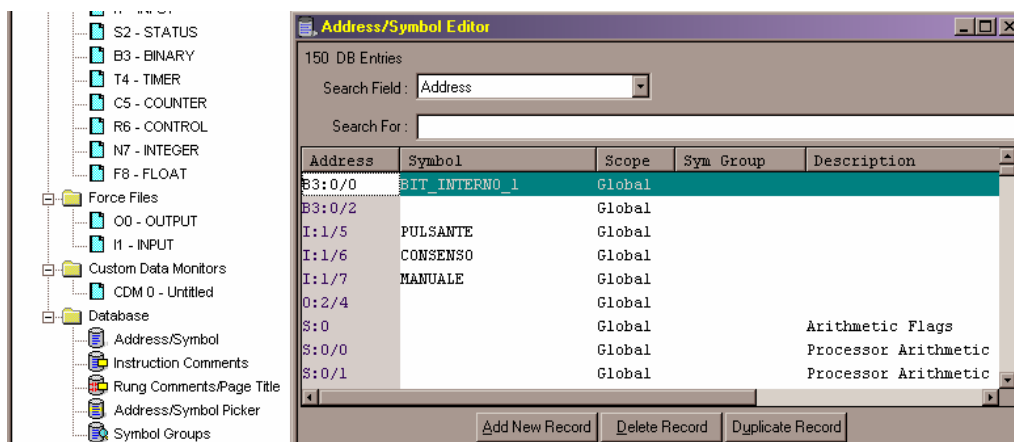 S2 - STATUS
B3 - BINARY
T4 - TIMER
C5 - COUNTER
R6 - CONTROL
N7 - INTEGER
F8 - FLOAT
Force Files
O0 - OUTPUT
I1 - INPUT
Custom Data Monitors
CDM 0 - Untitled
Database
Address/Symbol
Instruction Comments
Rung Comments/Page Title
Address/Symbol Picker
Symbol Groups
Address/Symbol Editor
150 DB Entries
Search Field : Address
Search For :
Address Symbol Scope Sym Group Description
B3:0/0 BIT_INTERNO_1 Global
B3:0/2 Global
I:1/5 PULSANTE Global
I:1/6 CONSENSO Global
I:1/7 MANUALE Global
O:2/4 Global
S:0 Global Arithmetic Flags
S:0/0 Global Processor Arithmetic
S:0/1 Global Processor Arithmetic
Add New Record Delete Record Duplicate Record